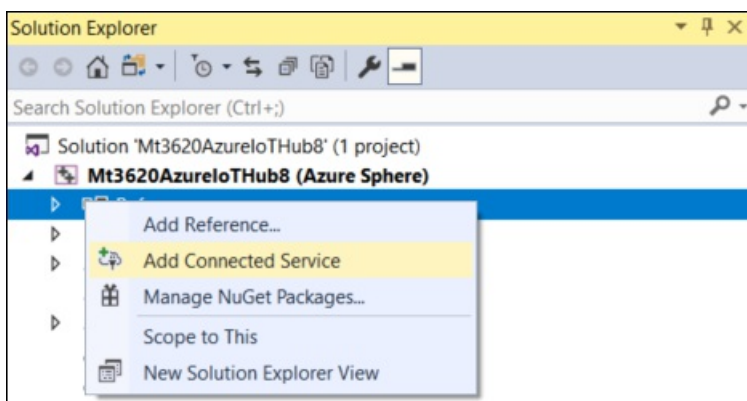 Solution Explorer
Search Solution Explorer (Ctrl+;)
Solution 'Mt3620AzureIoTHub8' (1 project)
Mt3620AzureIoTHub8 (Azure Sphere)
Add Reference...
Add Connected Service
Manage NuGet Packages...
Scope to This
New Solution Explorer View